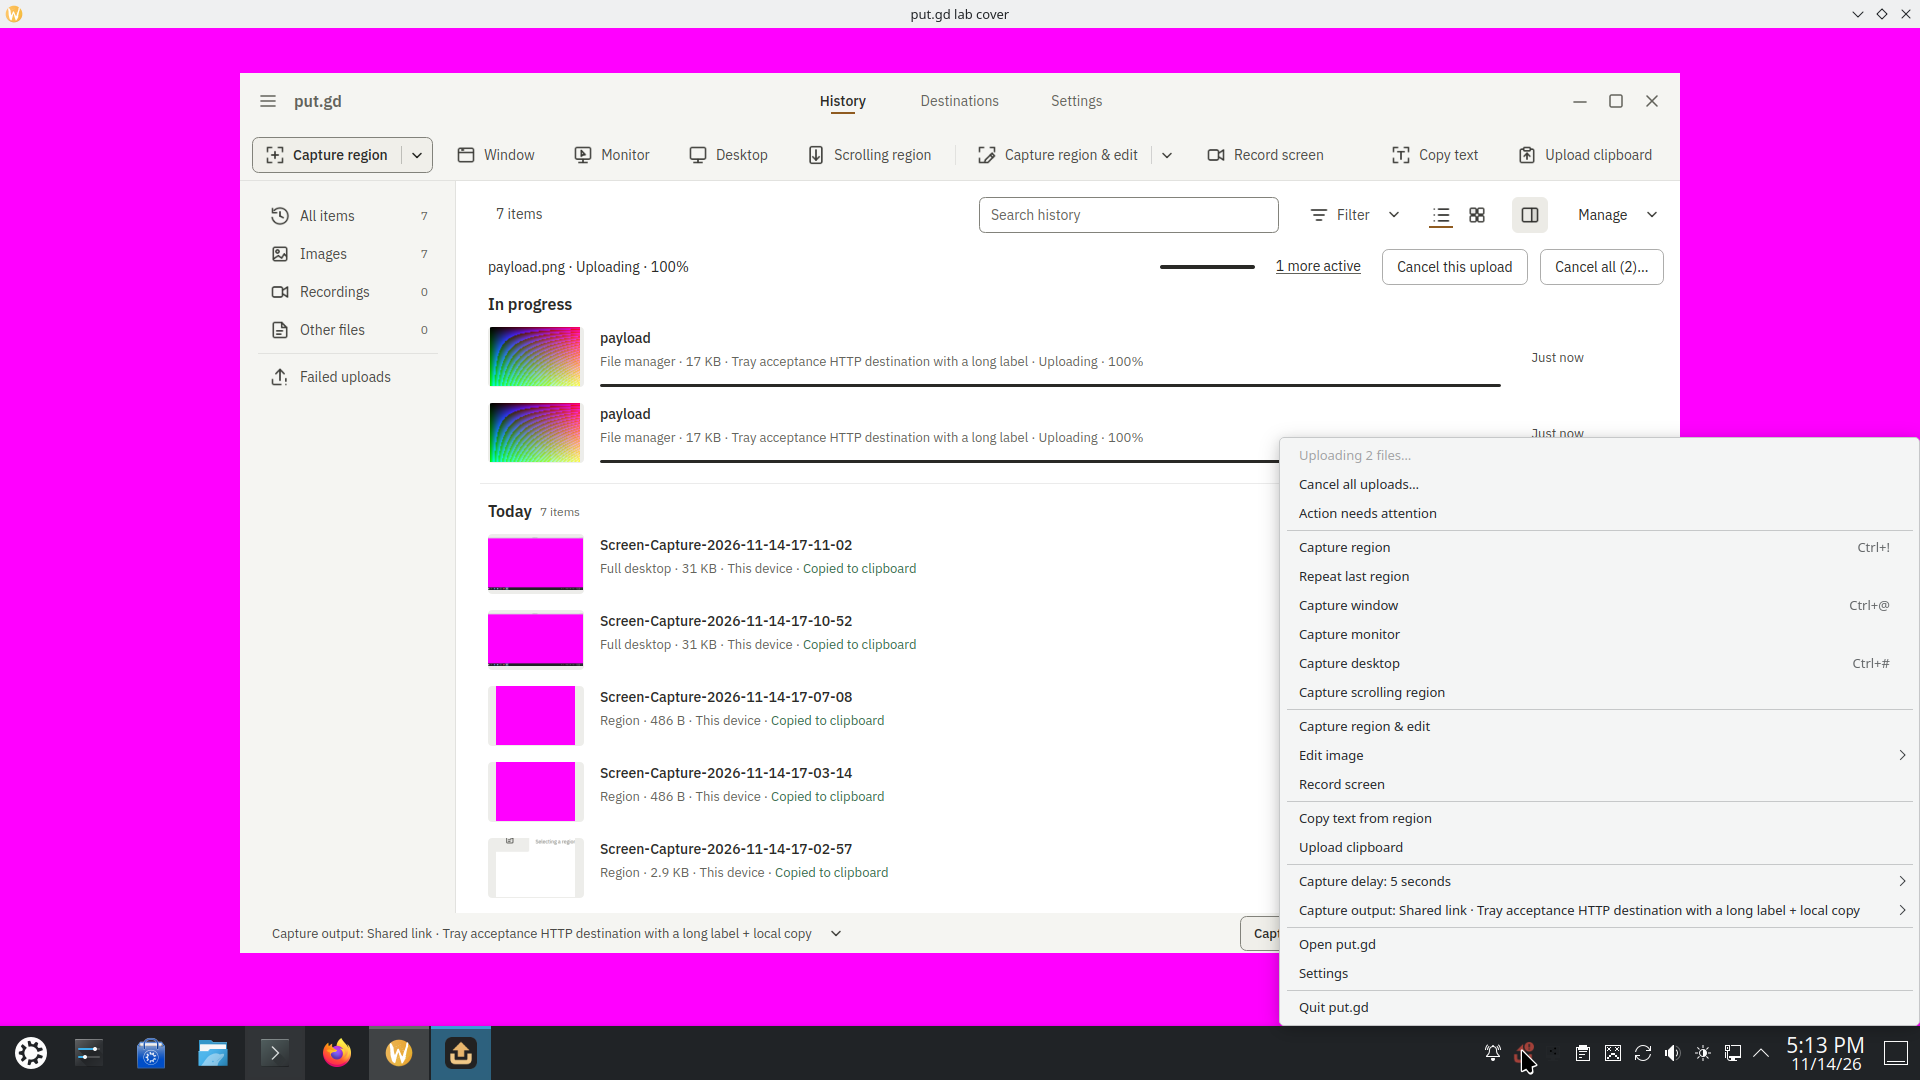 put.gd lab cover
put.gd
History
Destinations
Settings
Capture region
Window
Monitor
Desktop
Scrolling region
Capture region & edit
Record screen
Copy text
Upload clipboard
All items 7
Images 7
Recordings 0
Other files 0
Failed uploads
7 items
Search history
Filter
Manage
payload.png · Uploading · 100%
1 more active
Cancel this upload
Cancel all (2)...
In progress
payload
File manager · 17 KB · Tray acceptance HTTP destination with a long label · Uploading · 100%
Just now
payload
File manager · 17 KB · Tray acceptance HTTP destination with a long label · Uploading · 100%
Just now
Today 7 items
Screen-Capture-2026-11-14-17-11-02
Full desktop · 31 KB · This device · Copied to clipboard
Screen-Capture-2026-11-14-17-10-52
Full desktop · 31 KB · This device · Copied to clipboard
Screen-Capture-2026-11-14-17-07-08
Region · 486 B · This device · Copied to clipboard
Screen-Capture-2026-11-14-17-03-14
Region · 486 B · This device · Copied to clipboard
Selecting a region
Screen-Capture-2026-11-14-17-02-57
Region · 2.9 KB · This device · Copied to clipboard
Capture output: Shared link · Tray acceptance HTTP destination with a long label + local copy
Uploading 2 files...
Cancel all uploads...
Action needs attention
Capture region Ctrl+!
Repeat last region
Capture window Ctrl+@
Capture monitor
Capture desktop Ctrl+#
Capture scrolling region
Capture region & edit
Edit image
Record screen
Copy text from region
Upload clipboard
Capture delay: 5 seconds
Capture output: Shared link · Tray acceptance HTTP destination with a long label + local copy
Open put.gd
Settings
Quit put.gd
5:13 PM
11/14/26